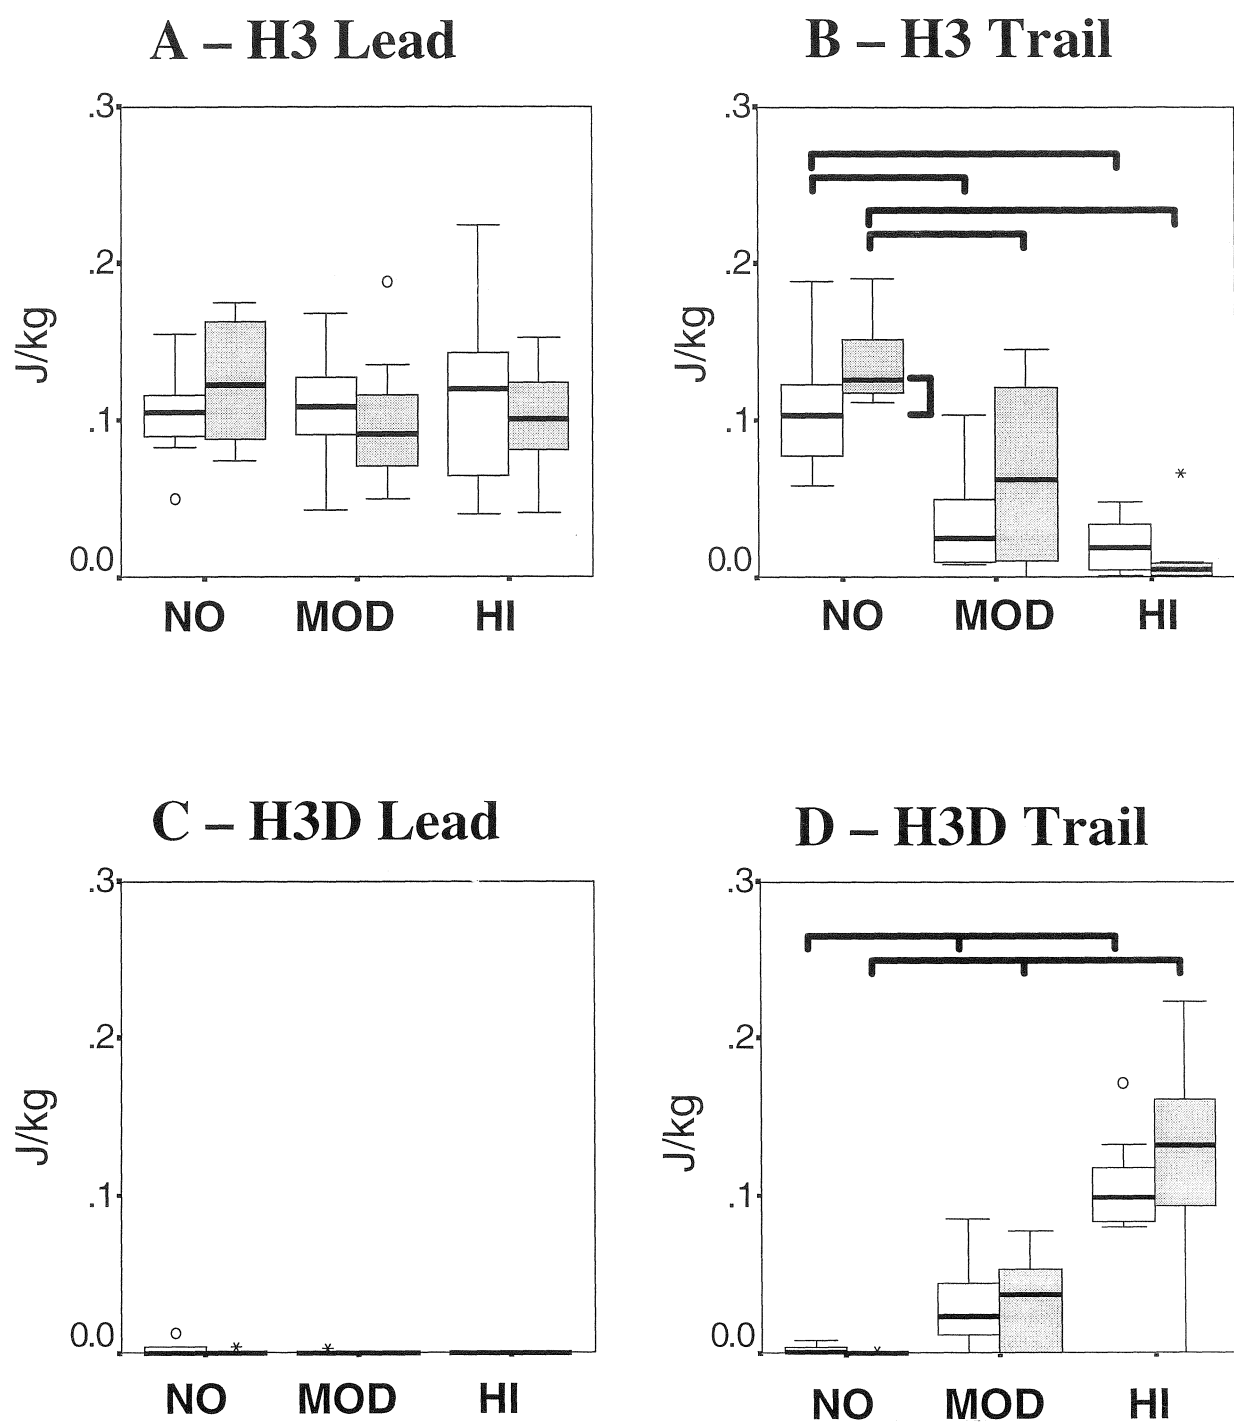 A – H3 Lead
.3
.2
.1
0.0
J/kg
NO MOD HI
B – H3 Trail
.3
.2
.1
0.0
J/kg
*
NO MOD HI
C – H3D Lead
.3
.2
.1
0.0
J/kg
* *
NO MOD HI
D – H3D Trail
.3
.2
.1
0.0
J/kg
NO MOD HI